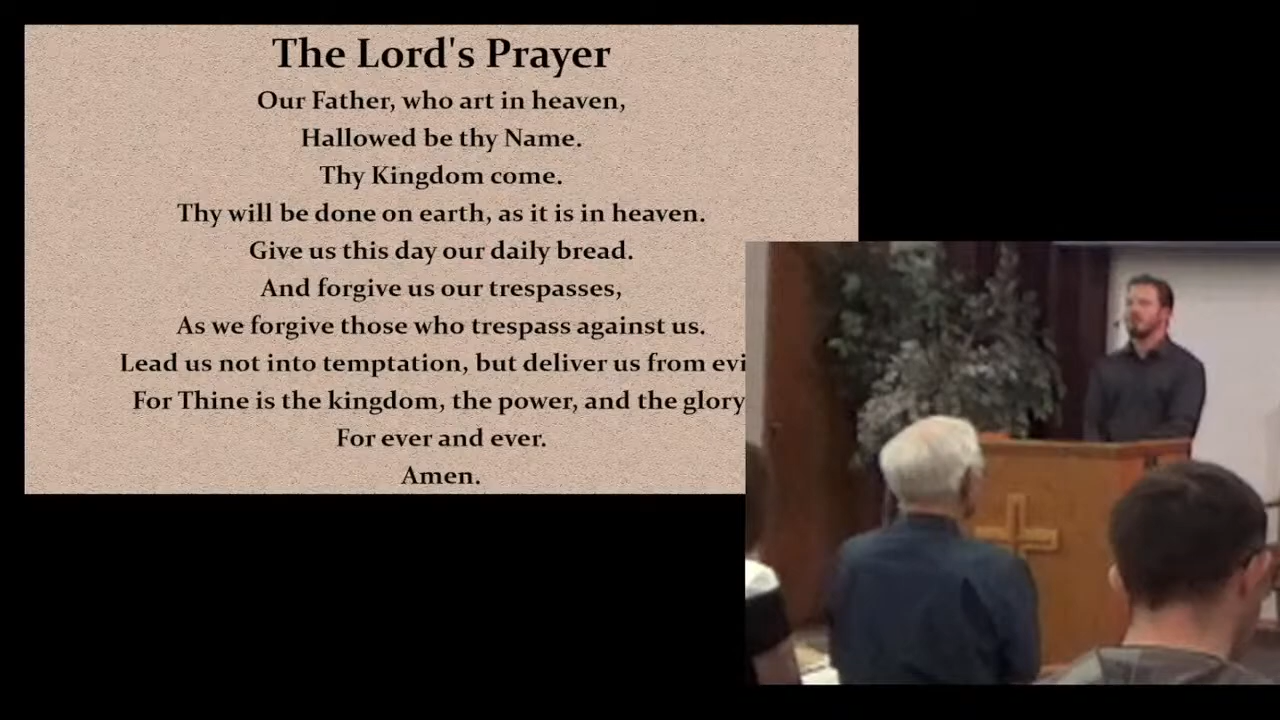 The Lord's Prayer
Our Father, who art in heaven,
Hallowed be thy Name.
Thy Kingdom come.
Thy will be done on earth, as it is in heaven.
Give us this day our daily bread.
And forgive us our trespasses,
As we forgive those who trespass against us.
Lead us not into temptation, but deliver us from evi
For Thine is the kingdom, the power, and the glory
For ever and ever.
Amen.